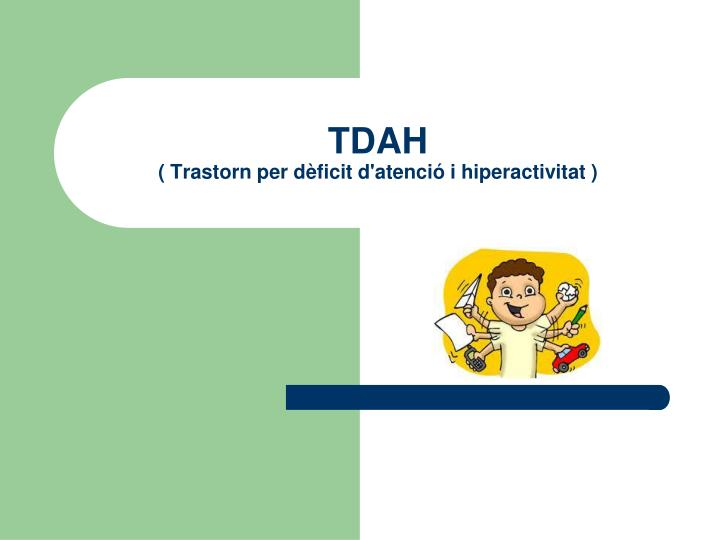 TDAH
( Trastorn per dèficit d'atenció i hiperactivitat )